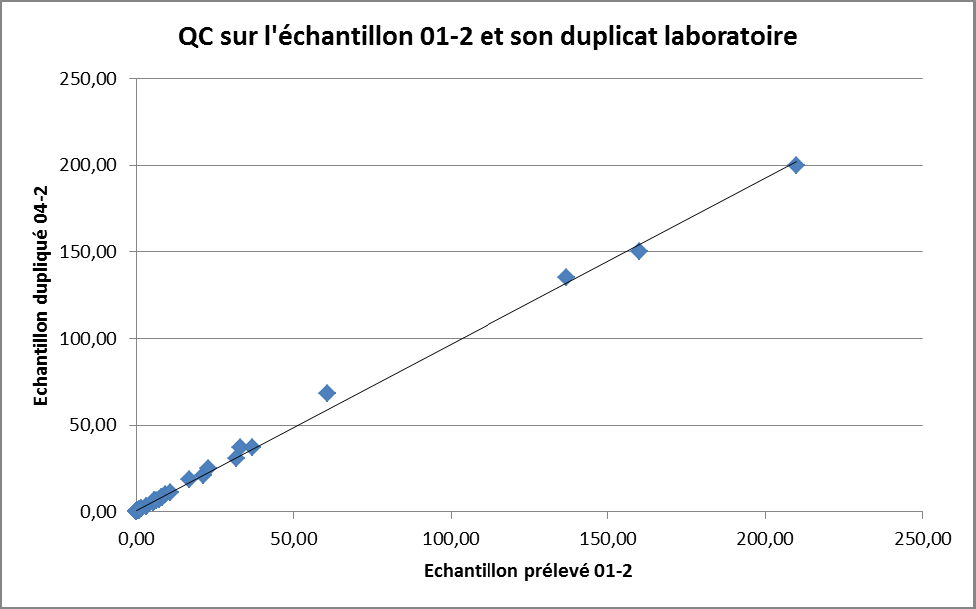 QC sur l'échantillon 01-2 et son duplicat laboratoire
250,00
200,00
150,00
100,00
50,00
0,00
Echantillon dupliqué 04-2
0,00 50,00 100,00 150,00 200,00 250,00
Echantillon prélevé 01-2